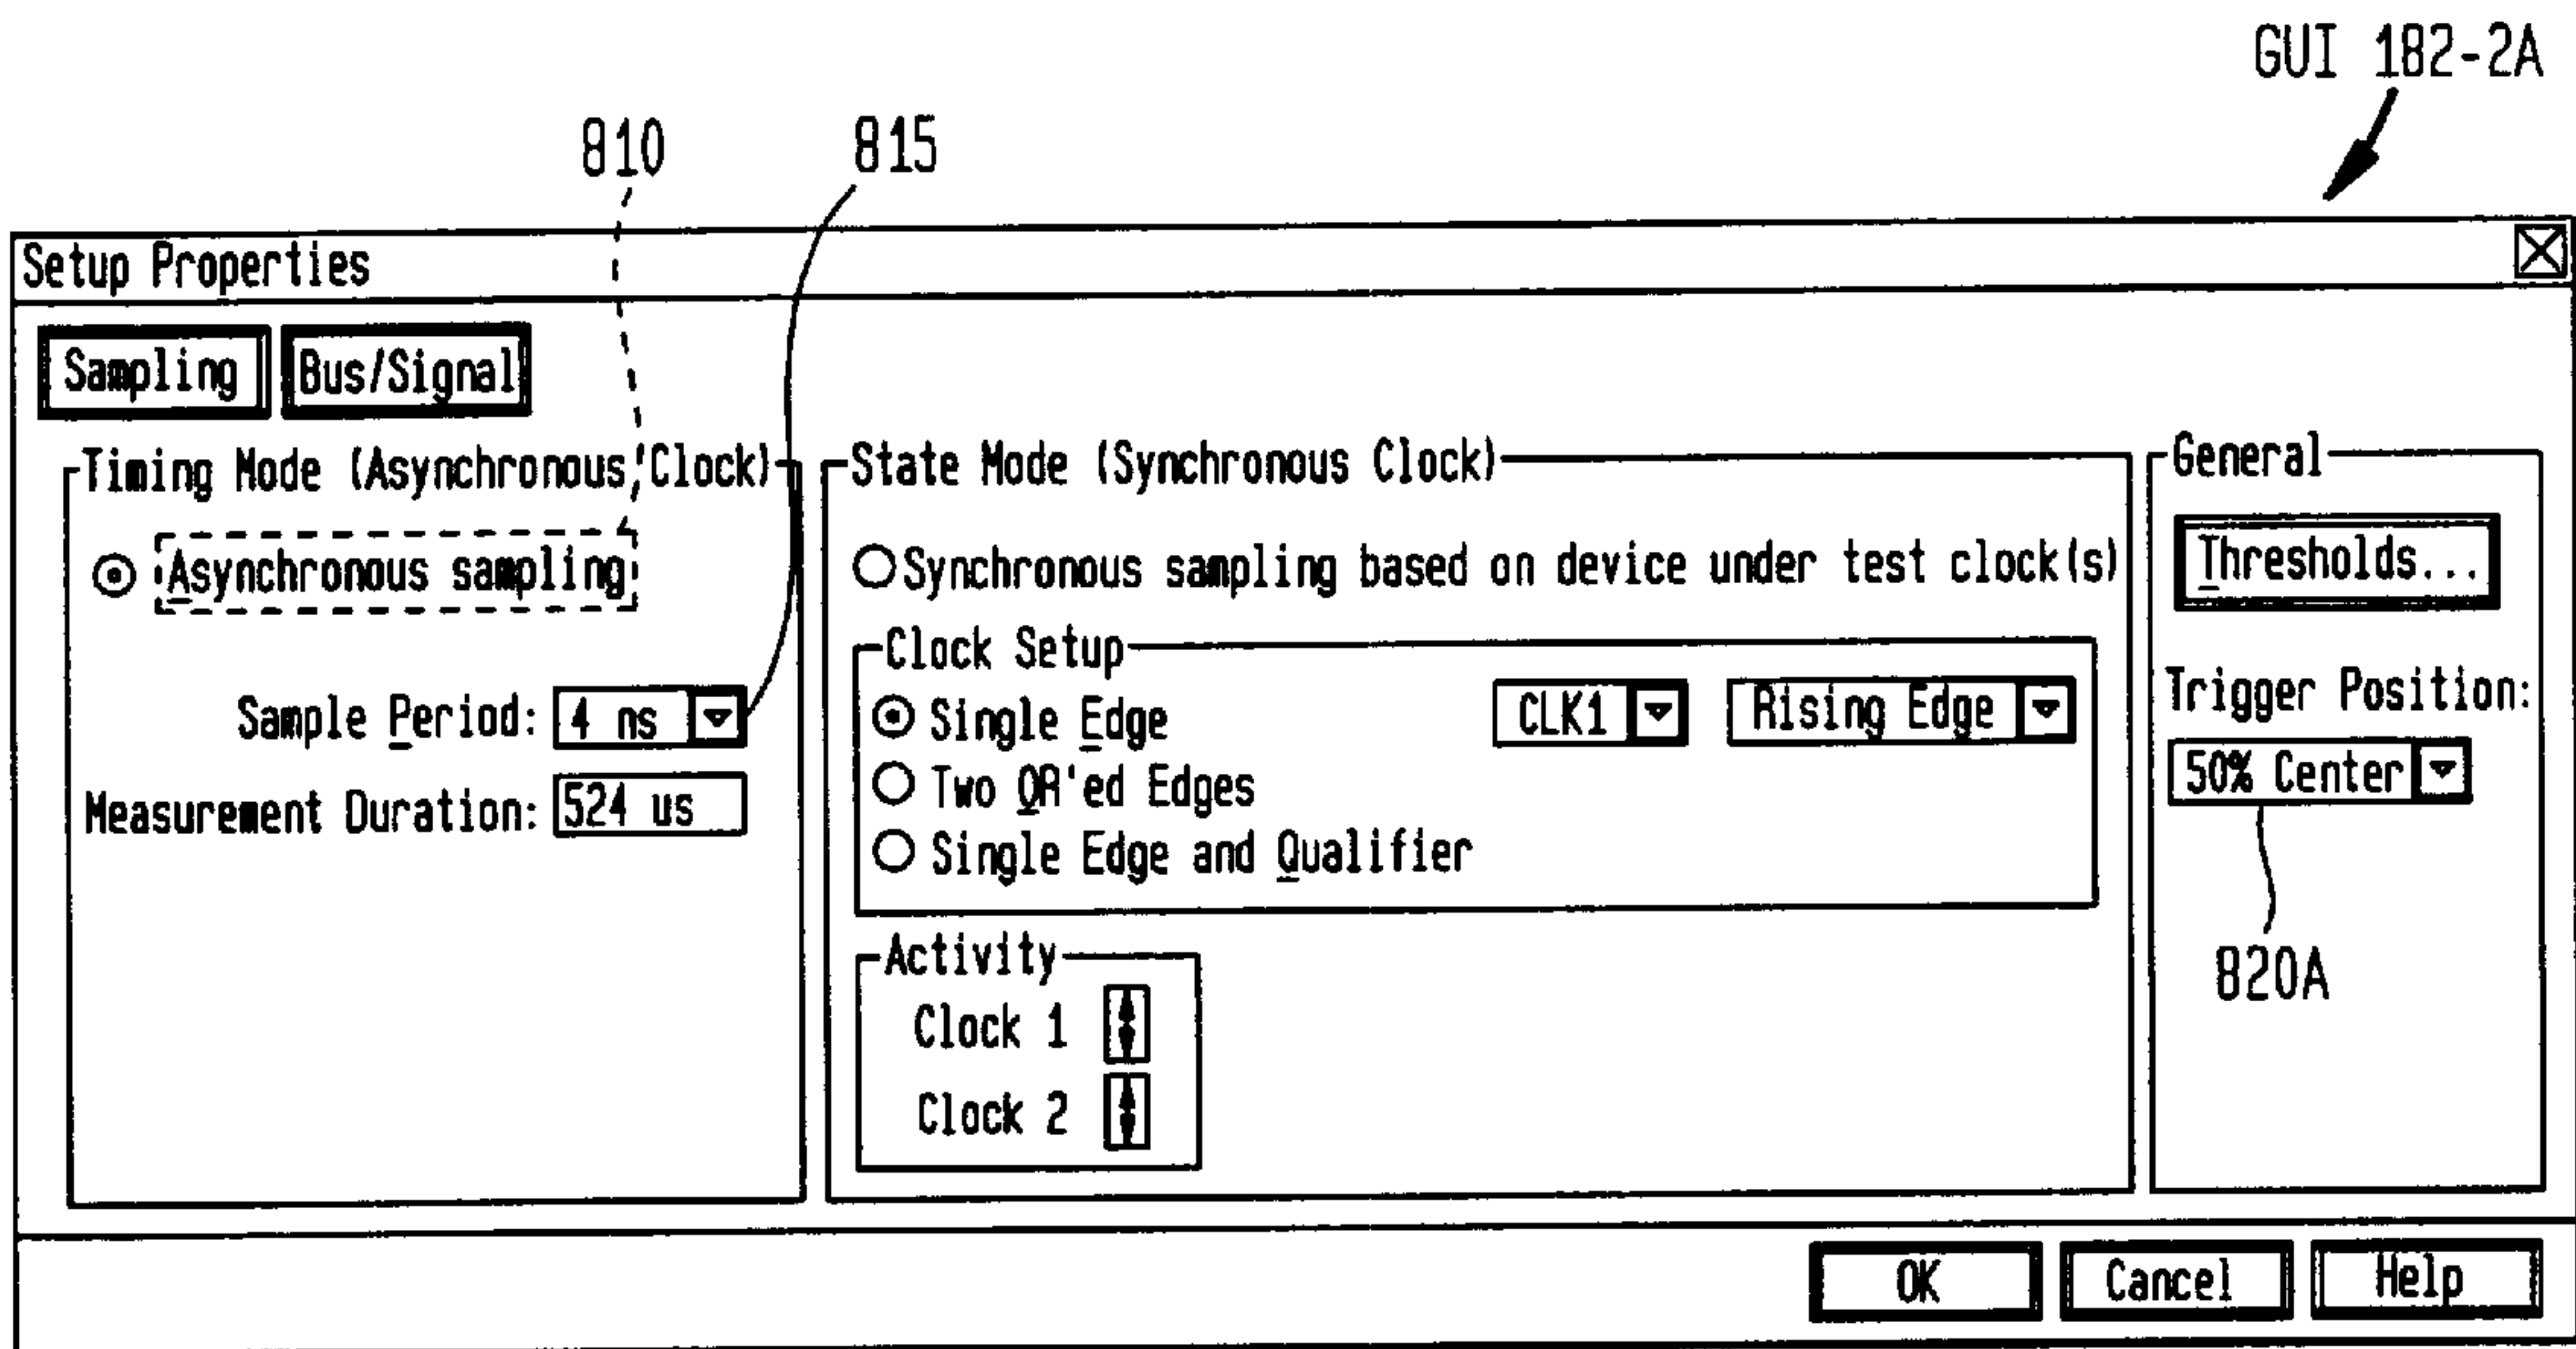 GUI 182-2A
810
815
Setup Properties
Sampling
Bus/Signal
Timing Mode (Asynchronous Clock)
Asynchronous sampling
Sample Period: 4 ns
Measurement Duration: 524 us
State Mode (Synchronous Clock)
Synchronous sampling based on device under test clock(s)
Clock Setup
Single Edge CLK1 Rising Edge
Two OR'ed Edges
Single Edge and Qualifier
Activity
Clock 1
Clock 2
General
Thresholds...
Trigger Position:
50% Center
820A
OK
Cancel
Help